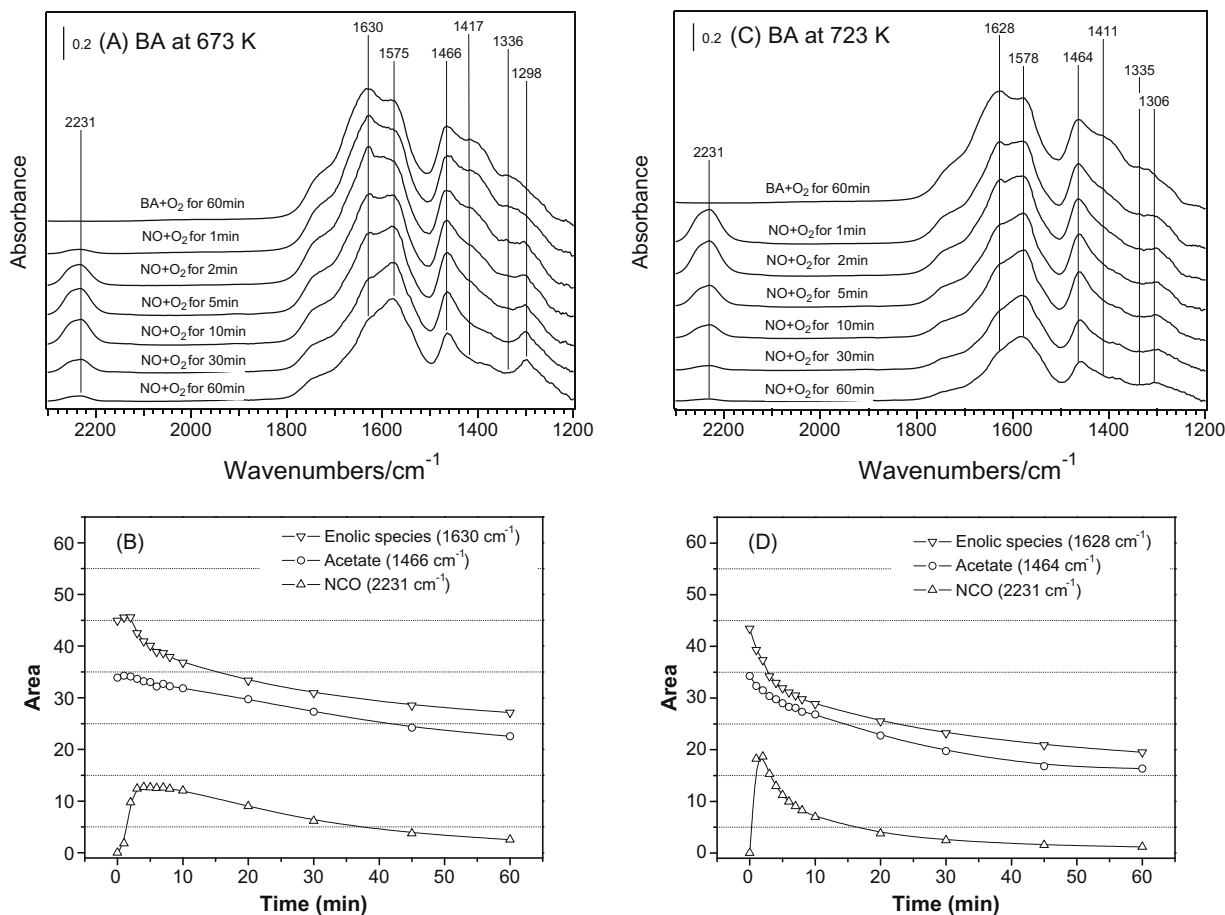 0.2 (A) BA at 673 K
1630
1575
1466
1417
1336
1298
2231
BA+O2 for 60min
NO+O2 for 1min
NO+O2 for 2min
NO+O2 for 5min
NO+O2 for 10min
NO+O2 for 30min
NO+O2 for 60min
Absorbance
2200 2000 1800 1600 1400 1200
Wavenumbers/cm-1
0.2 (C) BA at 723 K
1628
1578
1464
1411
1335
1306
2231
BA+O2 for 60min
NO+O2 for 1min
NO+O2 for 2min
NO+O2 for 5min
NO+O2 for 10min
NO+O2 for 30min
NO+O2 for 60min
Absorbance
2200 2000 1800 1600 1400 1200
Wavenumbers/cm-1
(B)
Enolic species (1630 cm-1)
Acetate (1466 cm-1)
NCO (2231 cm-1)
Area
60
50
40
30
20
10
0
0 10 20 30 40 50 60
Time (min)
(D)
Enolic species (1628 cm-1)
Acetate (1464 cm-1)
NCO (2231 cm-1)
Area
60
50
40
30
20
10
0
0 10 20 30 40 50 60
Time (min)